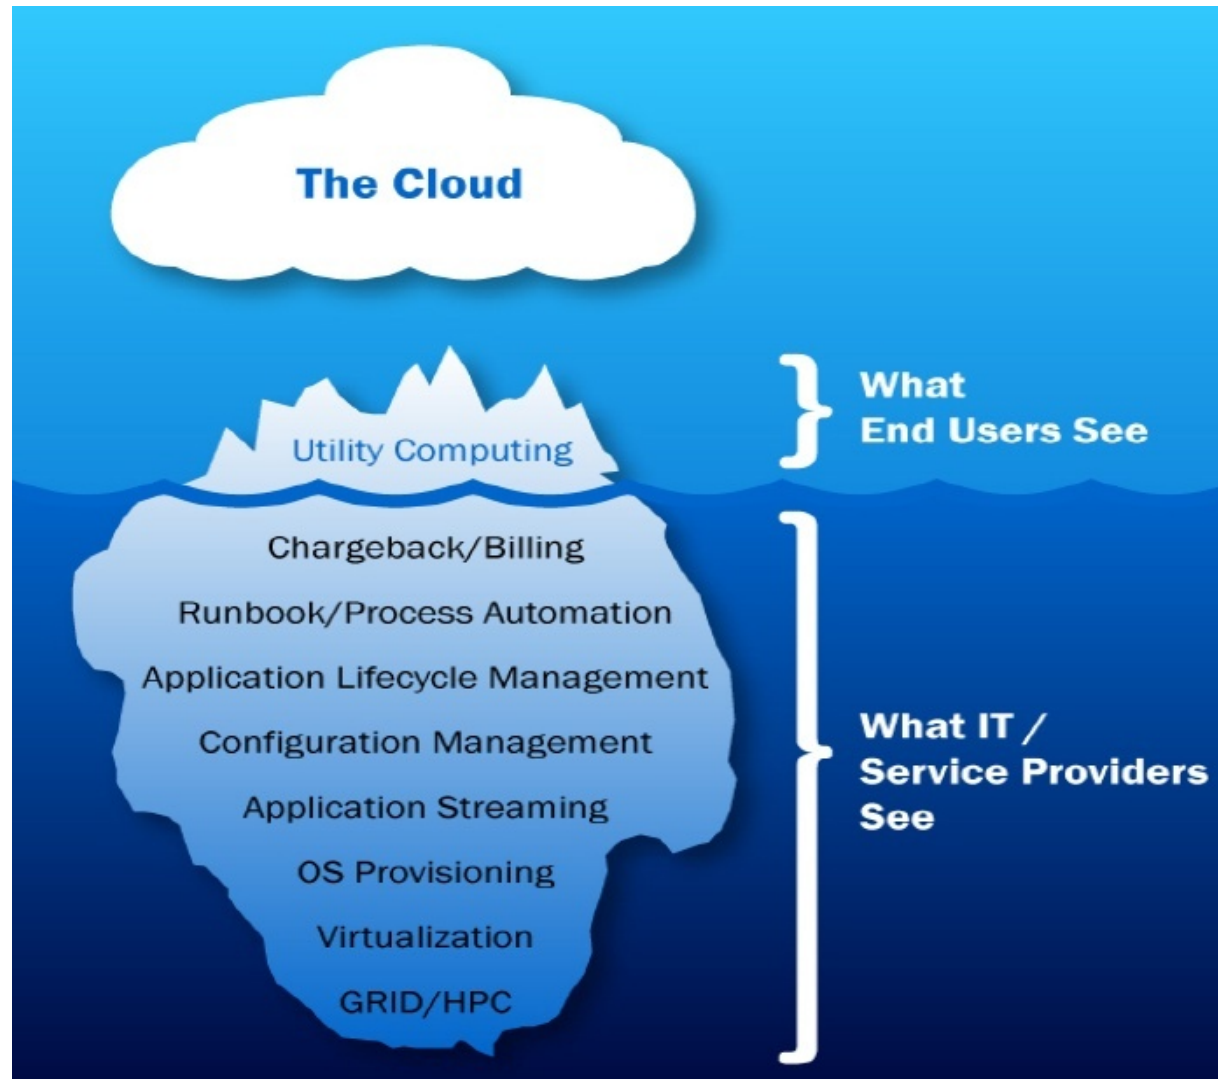 The Cloud
Utility Computing
What
End Users See
Chargeback/Billing
Runbook/Process Automation
Application Lifecycle Management
Configuration Management
Application Streaming
OS Provisioning
Virtualization
GRID/HPC
What IT /
Service Providers
See